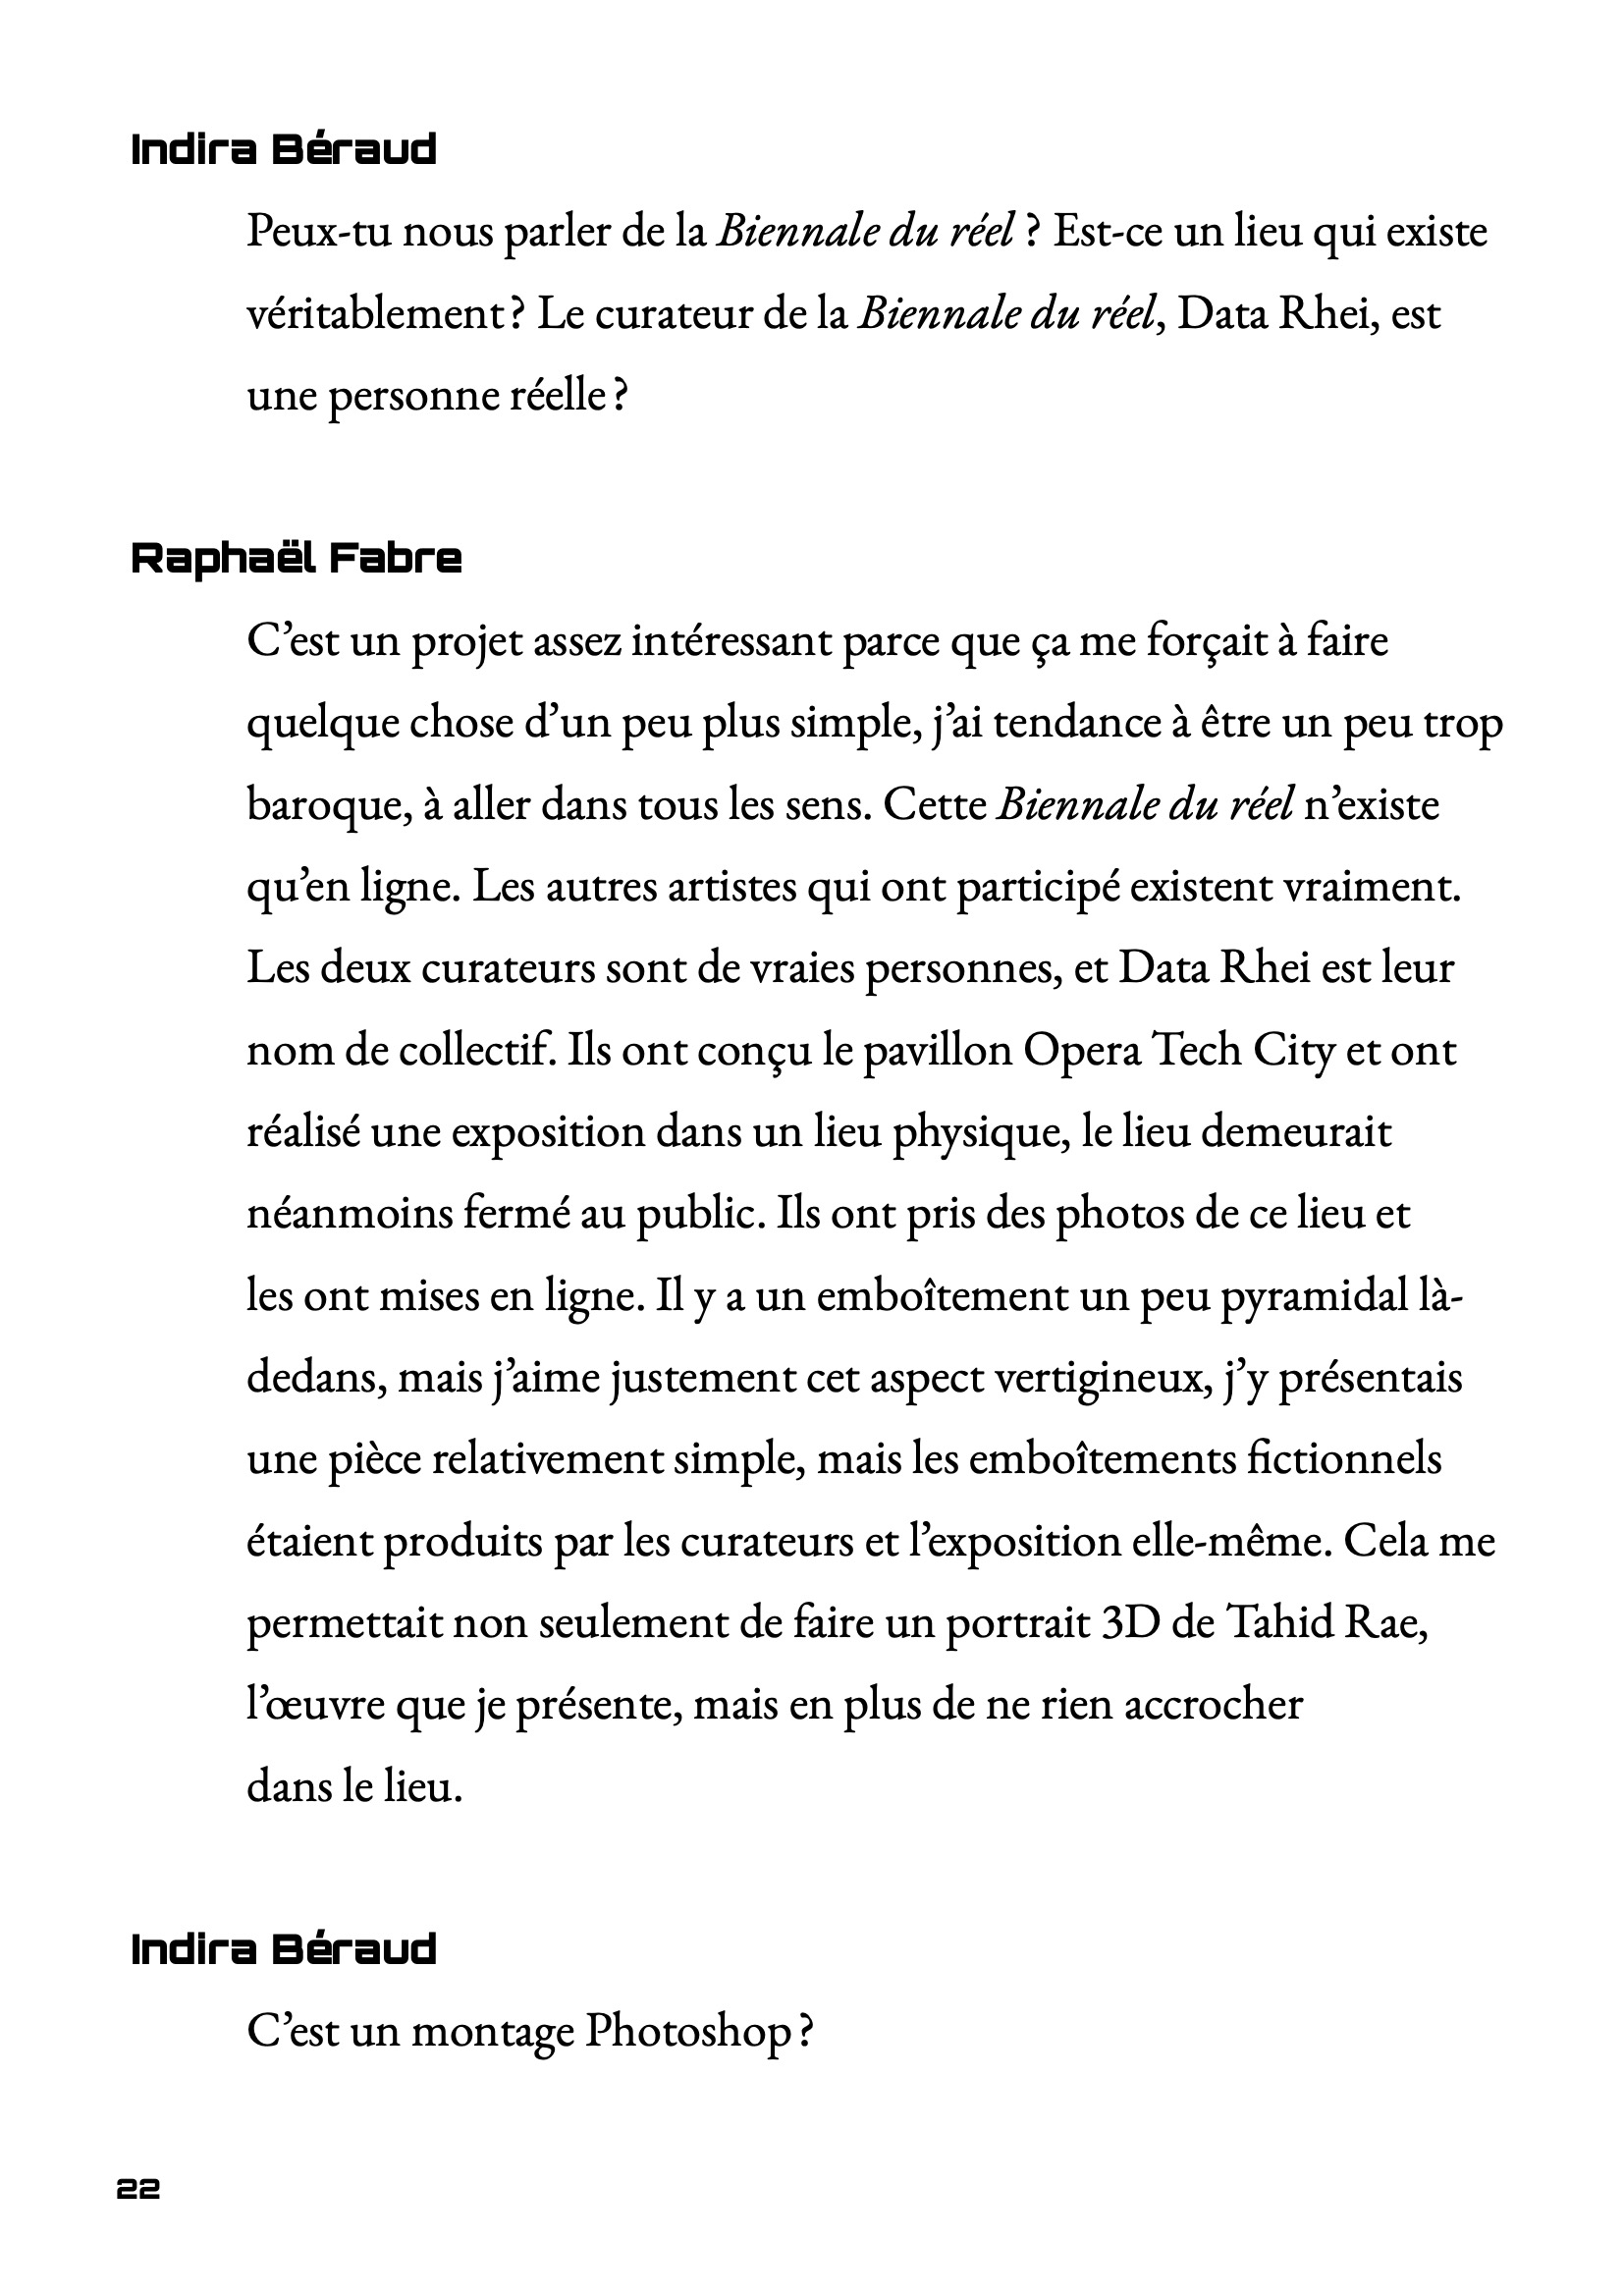 Indira Béraud
Peux-tu nous parler de la Biennale du réel ? Est-ce un lieu qui existe
véritablement ? Le curateur de la Biennale du réel, Data Rhei, est
une personne réelle ?
Raphaël Fabre
C’est un projet assez intéressant parce que ça me forçait à faire
quelque chose d’un peu plus simple, j’ai tendance à être un peu trop
baroque, à aller dans tous les sens. Cette Biennale du réel n’existe
qu’en ligne. Les autres artistes qui ont participé existent vraiment.
Les deux curateurs sont de vraies personnes, et Data Rhei est leur
nom de collectif. Ils ont conçu le pavillon Opera Tech City et ont
réalisé une exposition dans un lieu physique, le lieu demeurait
néanmoins fermé au public. Ils ont pris des photos de ce lieu et
les ont mises en ligne. Il y a un emboîtement un peu pyramidal là-
dedans, mais j’aime justement cet aspect vertigineux, j’y présentais
une pièce relativement simple, mais les emboîtements fictionnels
étaient produits par les curateurs et l’exposition elle-même. Cela me
permettait non seulement de faire un portrait 3D de Tahid Rae,
l’œuvre que je présente, mais en plus de ne rien accrocher
dans le lieu.
Indira Béraud
C’est un montage Photoshop ?
22